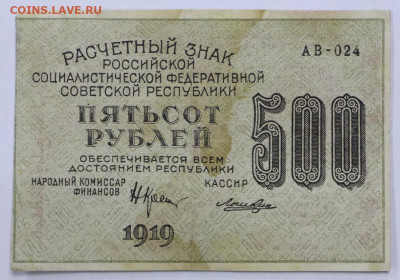 COINS.LAVE.RU
РАСЧЕТНЫЙ ЗНАК
РОССИЙСКОЙ
СОЦИАЛИСТИЧЕСКОЙ ФЕДЕРАТИВНОЙ
СОВЕТСКОЙ РЕСПУБЛИКИ
АВ-024
ПЯТЬСОТ
РУБЛЕЙ
500
ОБЕСПЕЧИВАЕТСЯ ВСЕМ
ДОСТОЯНИЕМ РЕСПУБЛИКИ
НАРОДНЫЙ КОМИССАР
ФИНАНСОВ
КАССИР
1919